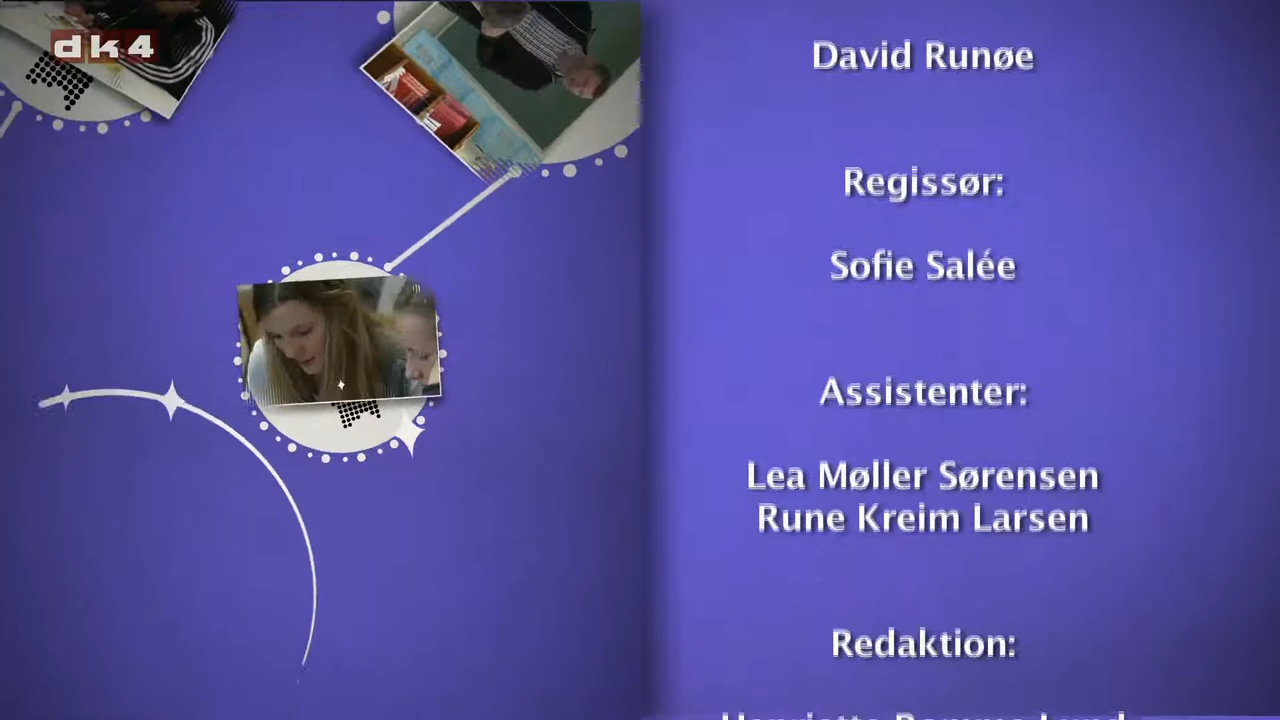 dk4
David Runøe
Regissør:
Sofie Salée
Assistenter:
Lea Møller Sørensen
Rune Kreim Larsen
Redaktion: